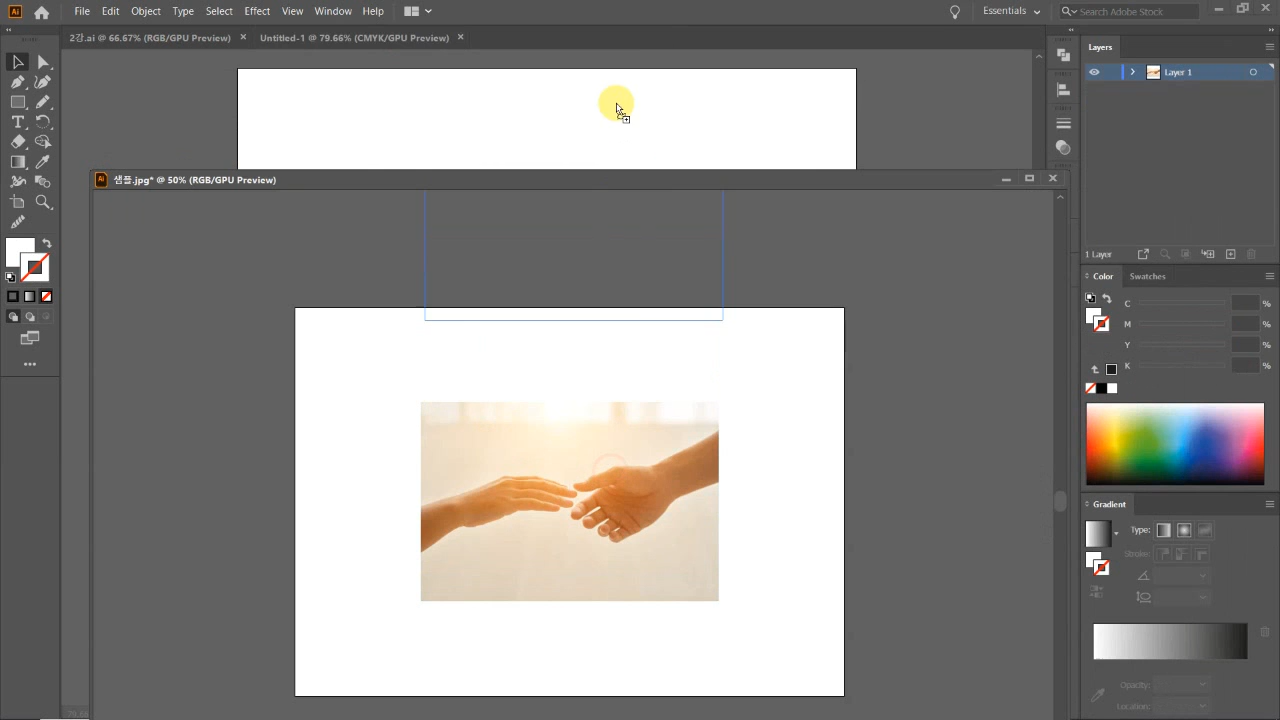 Ai File Edit Object Type Select Effect View Window Help Essentials Search Adobe Stock
2강.ai @ 66.67% (RGB/GPU Preview) × Untitled-1 @ 79.66% (CMYK/GPU Preview) ×
Layers
Layer 1
Ai 샘플.jpg* @ 50% (RGB/GPU Preview)
1 Layer
Color Swatches
C %
M %
Y %
K %
Gradient
Type:
Stroke:
Opacity:
Location: